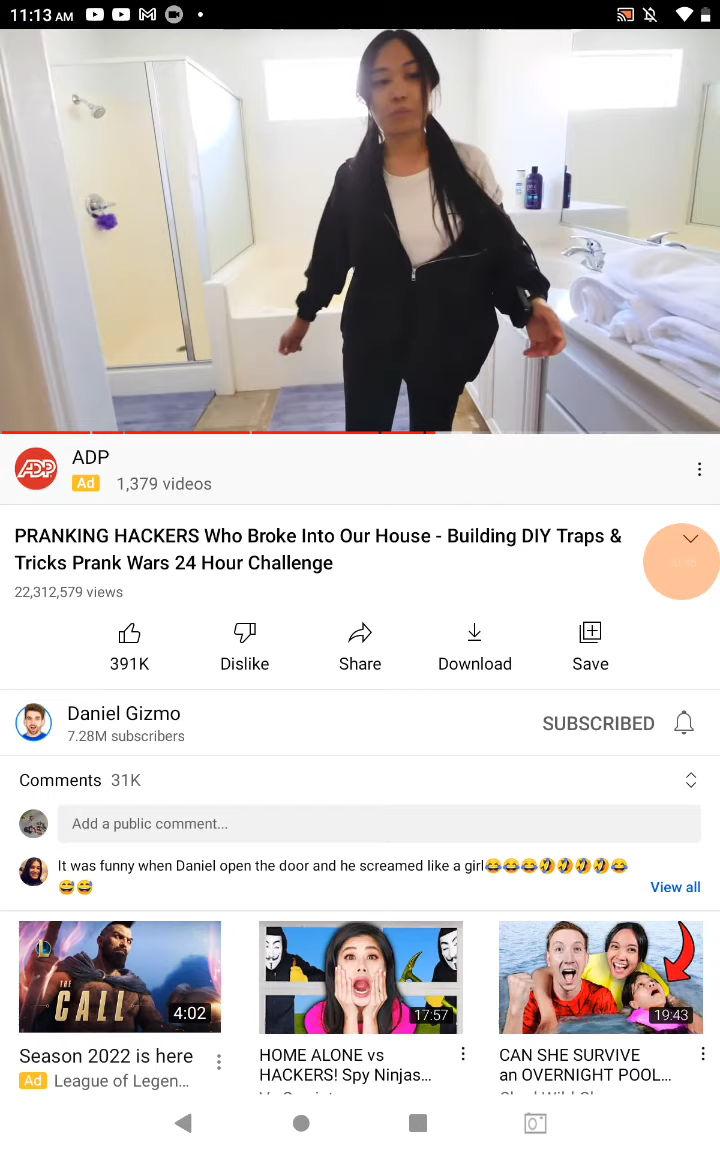 11:13 AM
ADP
ADP
Ad 1,379 videos
PRANKING HACKERS Who Broke Into Our House - Building DIY Traps &
Tricks Prank Wars 24 Hour Challenge
22,312,579 views
391K
Dislike
Share
Download
Save
Daniel Gizmo
7.28M subscribers
SUBSCRIBED
Comments 31K
Add a public comment...
It was funny when Daniel open the door and he screamed like a girl😂😂😂🤣🤣🤣🤣😂
😅😅
View all
THE
CALL
4:02
17:57
19:43
Season 2022 is here
Ad League of Legen...
HOME ALONE vs
HACKERS! Spy Ninjas...
CAN SHE SURVIVE
an OVERNIGHT POOL...